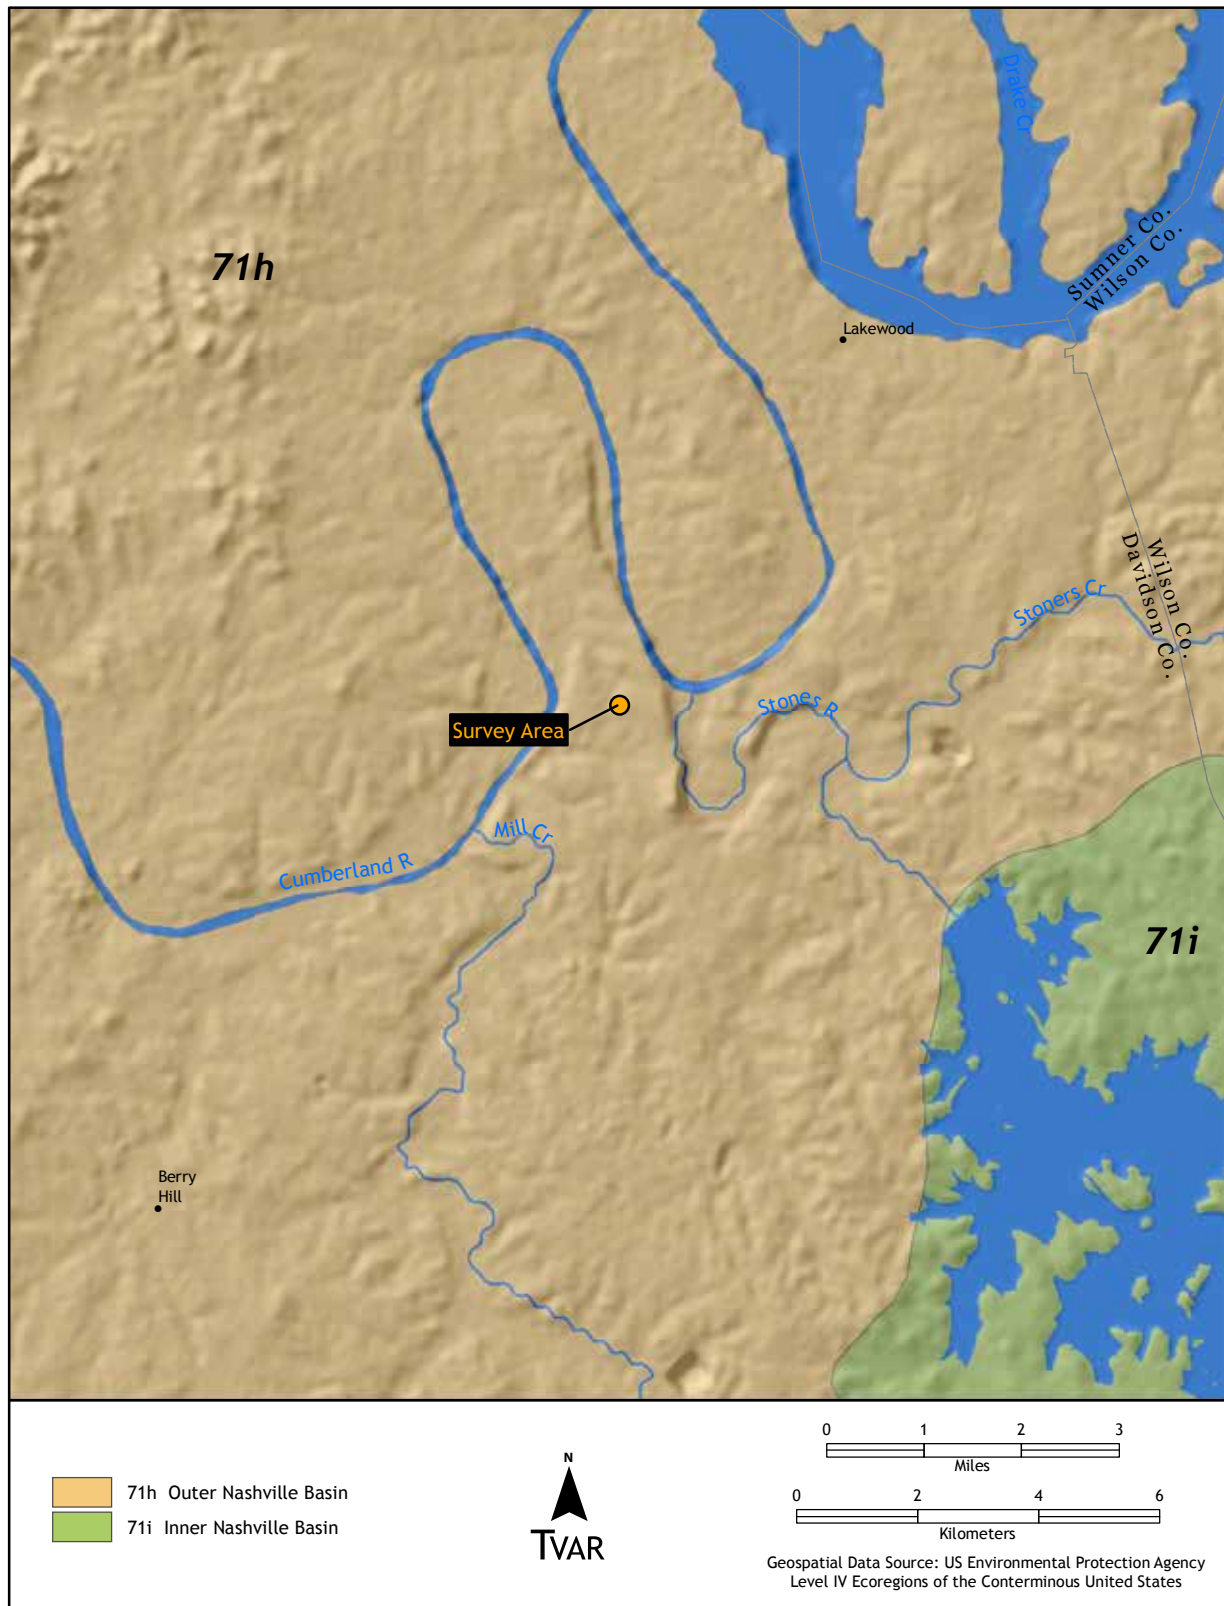 Drake Cr
Sumner Co.
Wilson Co.
71h
Lakewood
Wilson Co.
Davidson Co.
Stoners Cr
Stones R
Survey Area
Mill Cr
Cumberland R
71i
Berry
Hill
71h Outer Nashville Basin
71i Inner Nashville Basin
N
TVAR
0 1 2 3
Miles
0 2 4 6
Kilometers
Geospatial Data Source: US Environmental Protection Agency
Level IV Ecoregions of the Conterminous United States